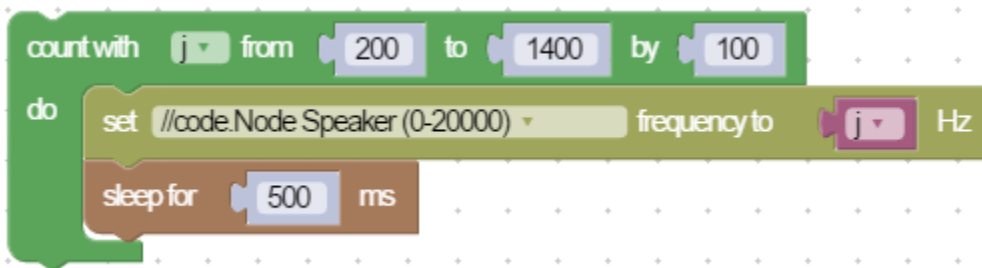 count with j from 200 to 1400 by 100
do set //code.Node Speaker (0-20000) frequency to j Hz
sleep for 500 ms